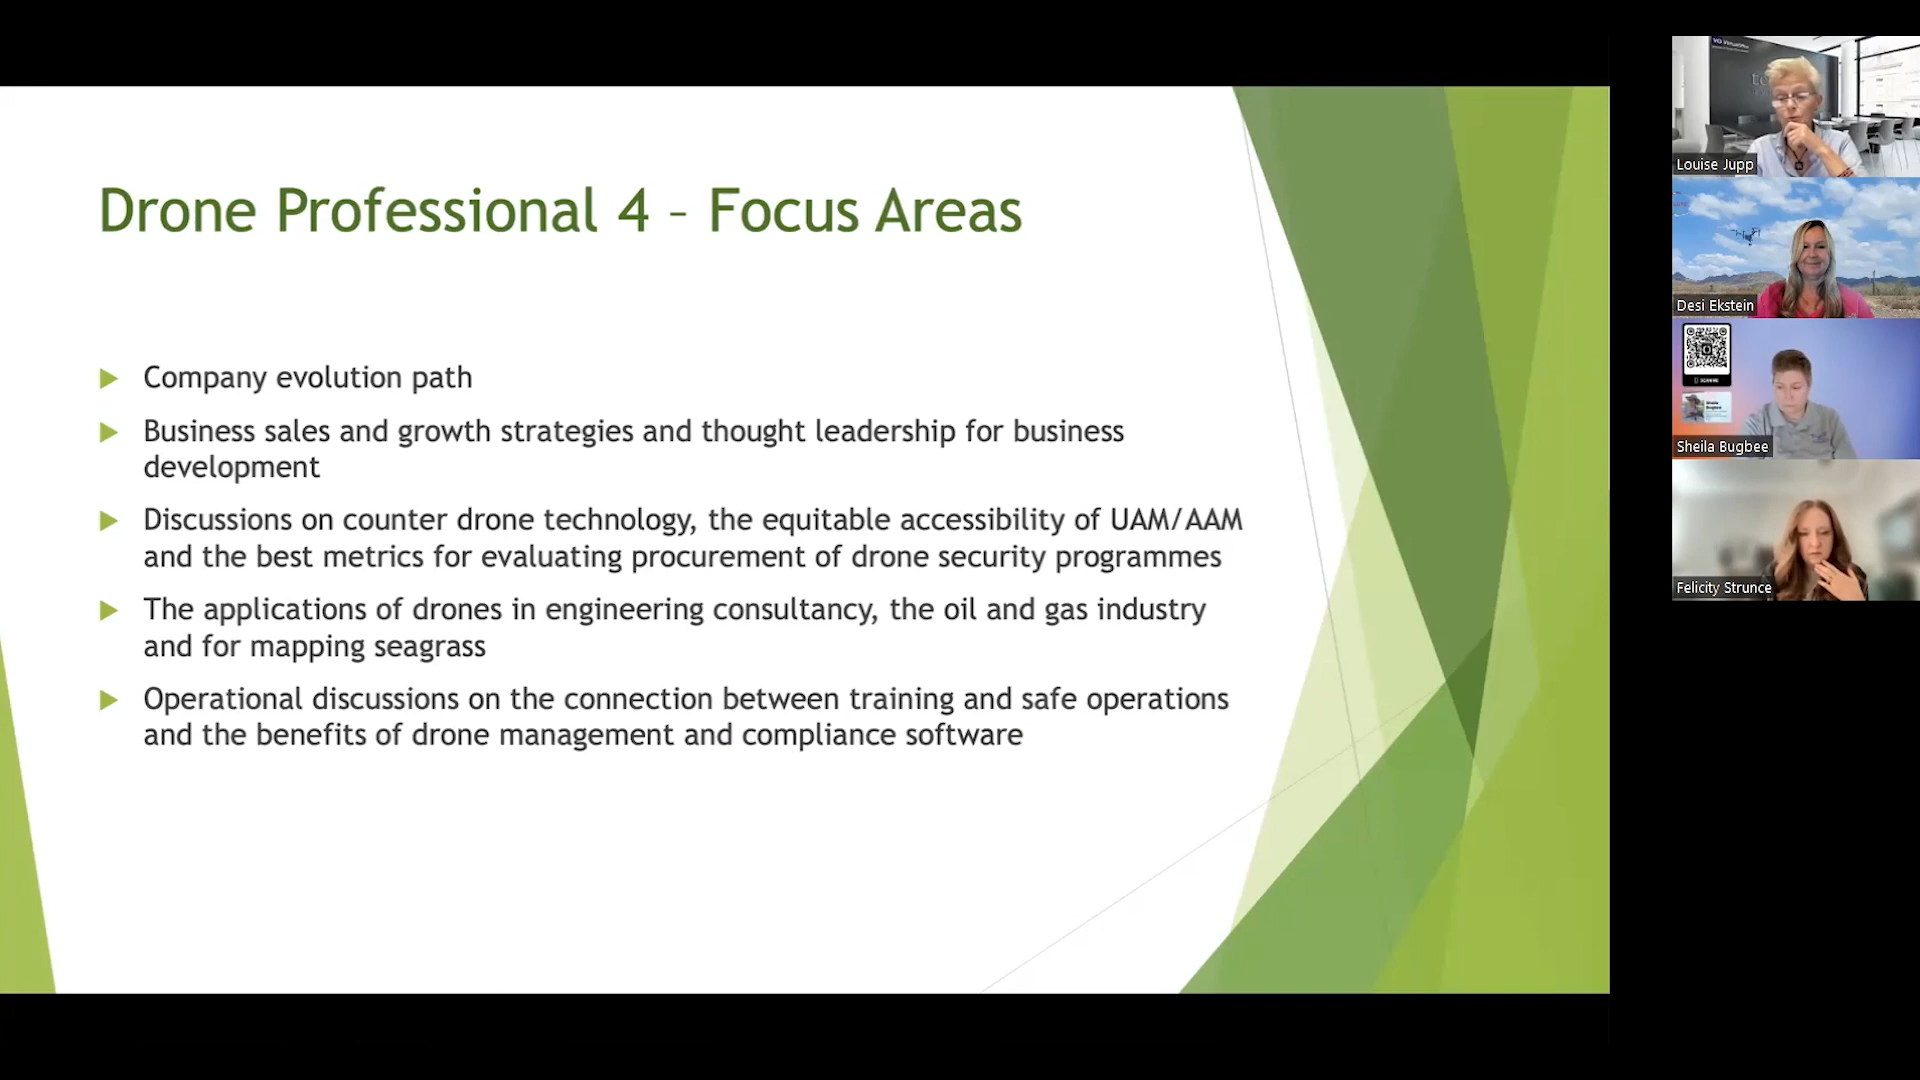 Drone Professional 4 – Focus Areas
Company evolution path
Business sales and growth strategies and thought leadership for business
development
Discussions on counter drone technology, the equitable accessibility of UAM/AAM
and the best metrics for evaluating procurement of drone security programmes
The applications of drones in engineering consultancy, the oil and gas industry
and for mapping seagrass
Operational discussions on the connection between training and safe operations
and the benefits of drone management and compliance software
Louise Jupp
Desi Ekstein
Sheila Bugbee
Felicity Strunce